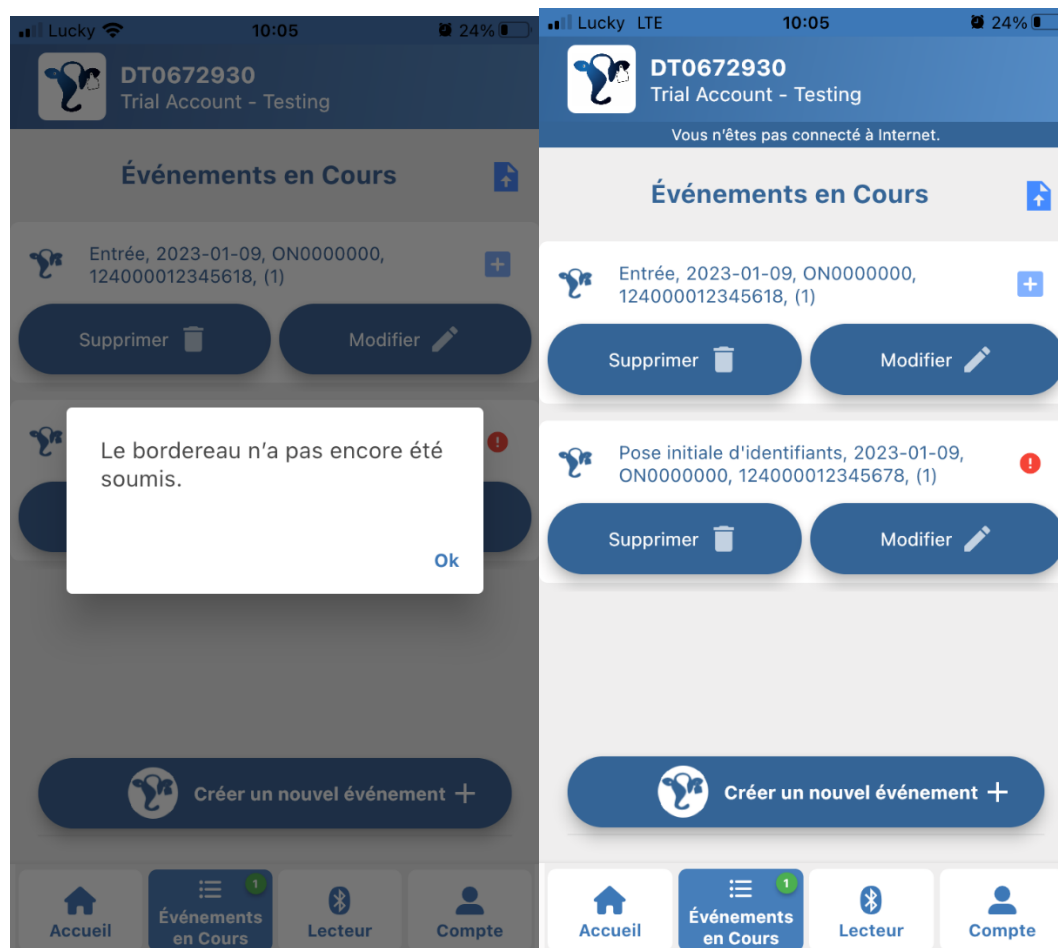 Lucky
10:05
24%
DT0672930
Trial Account - Testing
Événements en Cours
Entrée, 2023-01-09, ON0000000,
124000012345618, (1)
Supprimer
Modifier
Le bordereau n'a pas encore été
soumis.
Ok
Créer un nouvel événement +
1
Accueil
Événements
en Cours
Lecteur
Compte
Lucky LTE
10:05
24%
DT0672930
Trial Account - Testing
Vous n'êtes pas connecté à Internet.
Événements en Cours
Entrée, 2023-01-09, ON0000000,
124000012345618, (1)
Supprimer
Modifier
Pose initiale d'identifiants, 2023-01-09,
ON0000000, 124000012345678, (1)
Supprimer
Modifier
Créer un nouvel événement +
1
Accueil
Événements
en Cours
Lecteur
Compte